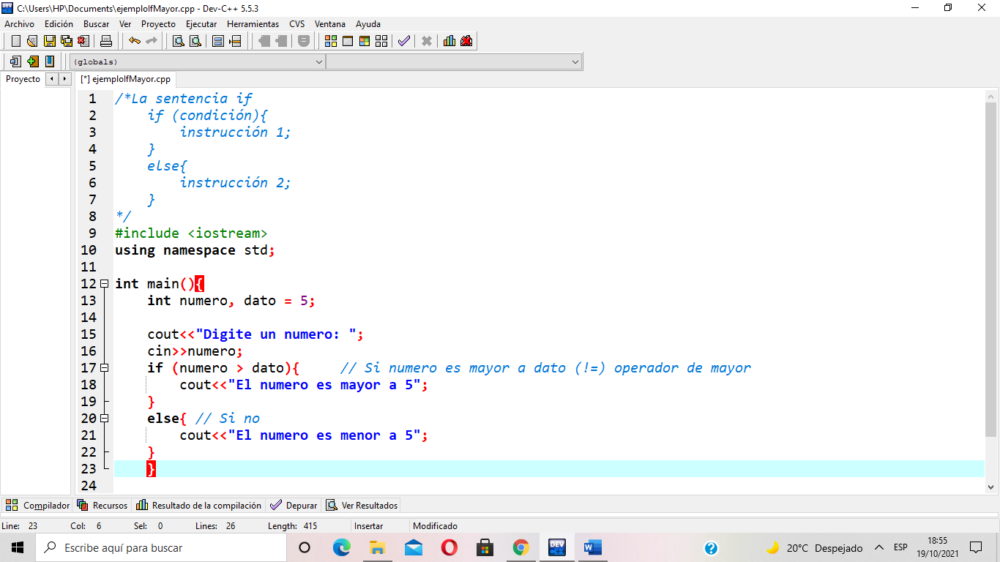 C:\Users\HP\Documents\ejemploIfMayor.cpp - Dev-C++ 5.5.3
Archivo Edición Buscar Ver Proyecto Ejecutar Herramientas CVS Ventana Ayuda
(globals)
Proyecto [*] ejemploIfMayor.cpp
1 /*La sentencia if
2 if (condición){
3 instrucción 1;
4 }
5 else{
6 instrucción 2;
7 }
8 */
9 #include <iostream>
10 using namespace std;
11
12 int main(){
13 int numero, dato = 5;
14
15 cout<<"Digite un numero: ";
16 cin>>numero;
17 if (numero > dato){ // Si numero es mayor a dato (!=) operador de mayor
18 cout<<"El numero es mayor a 5";
19 }
20 else{ // Si no
21 cout<<"El numero es menor a 5";
22 }
23 }
24
Compilador Recursos Resultado de la compilación Depurar Ver Resultados
Line: 23 Col: 6 Sel: 0 Lines: 26 Length: 415 Insertar Modificado
Escribe aquí para buscar DEV W 20°C Despejado ESP 18:55
19/10/2021